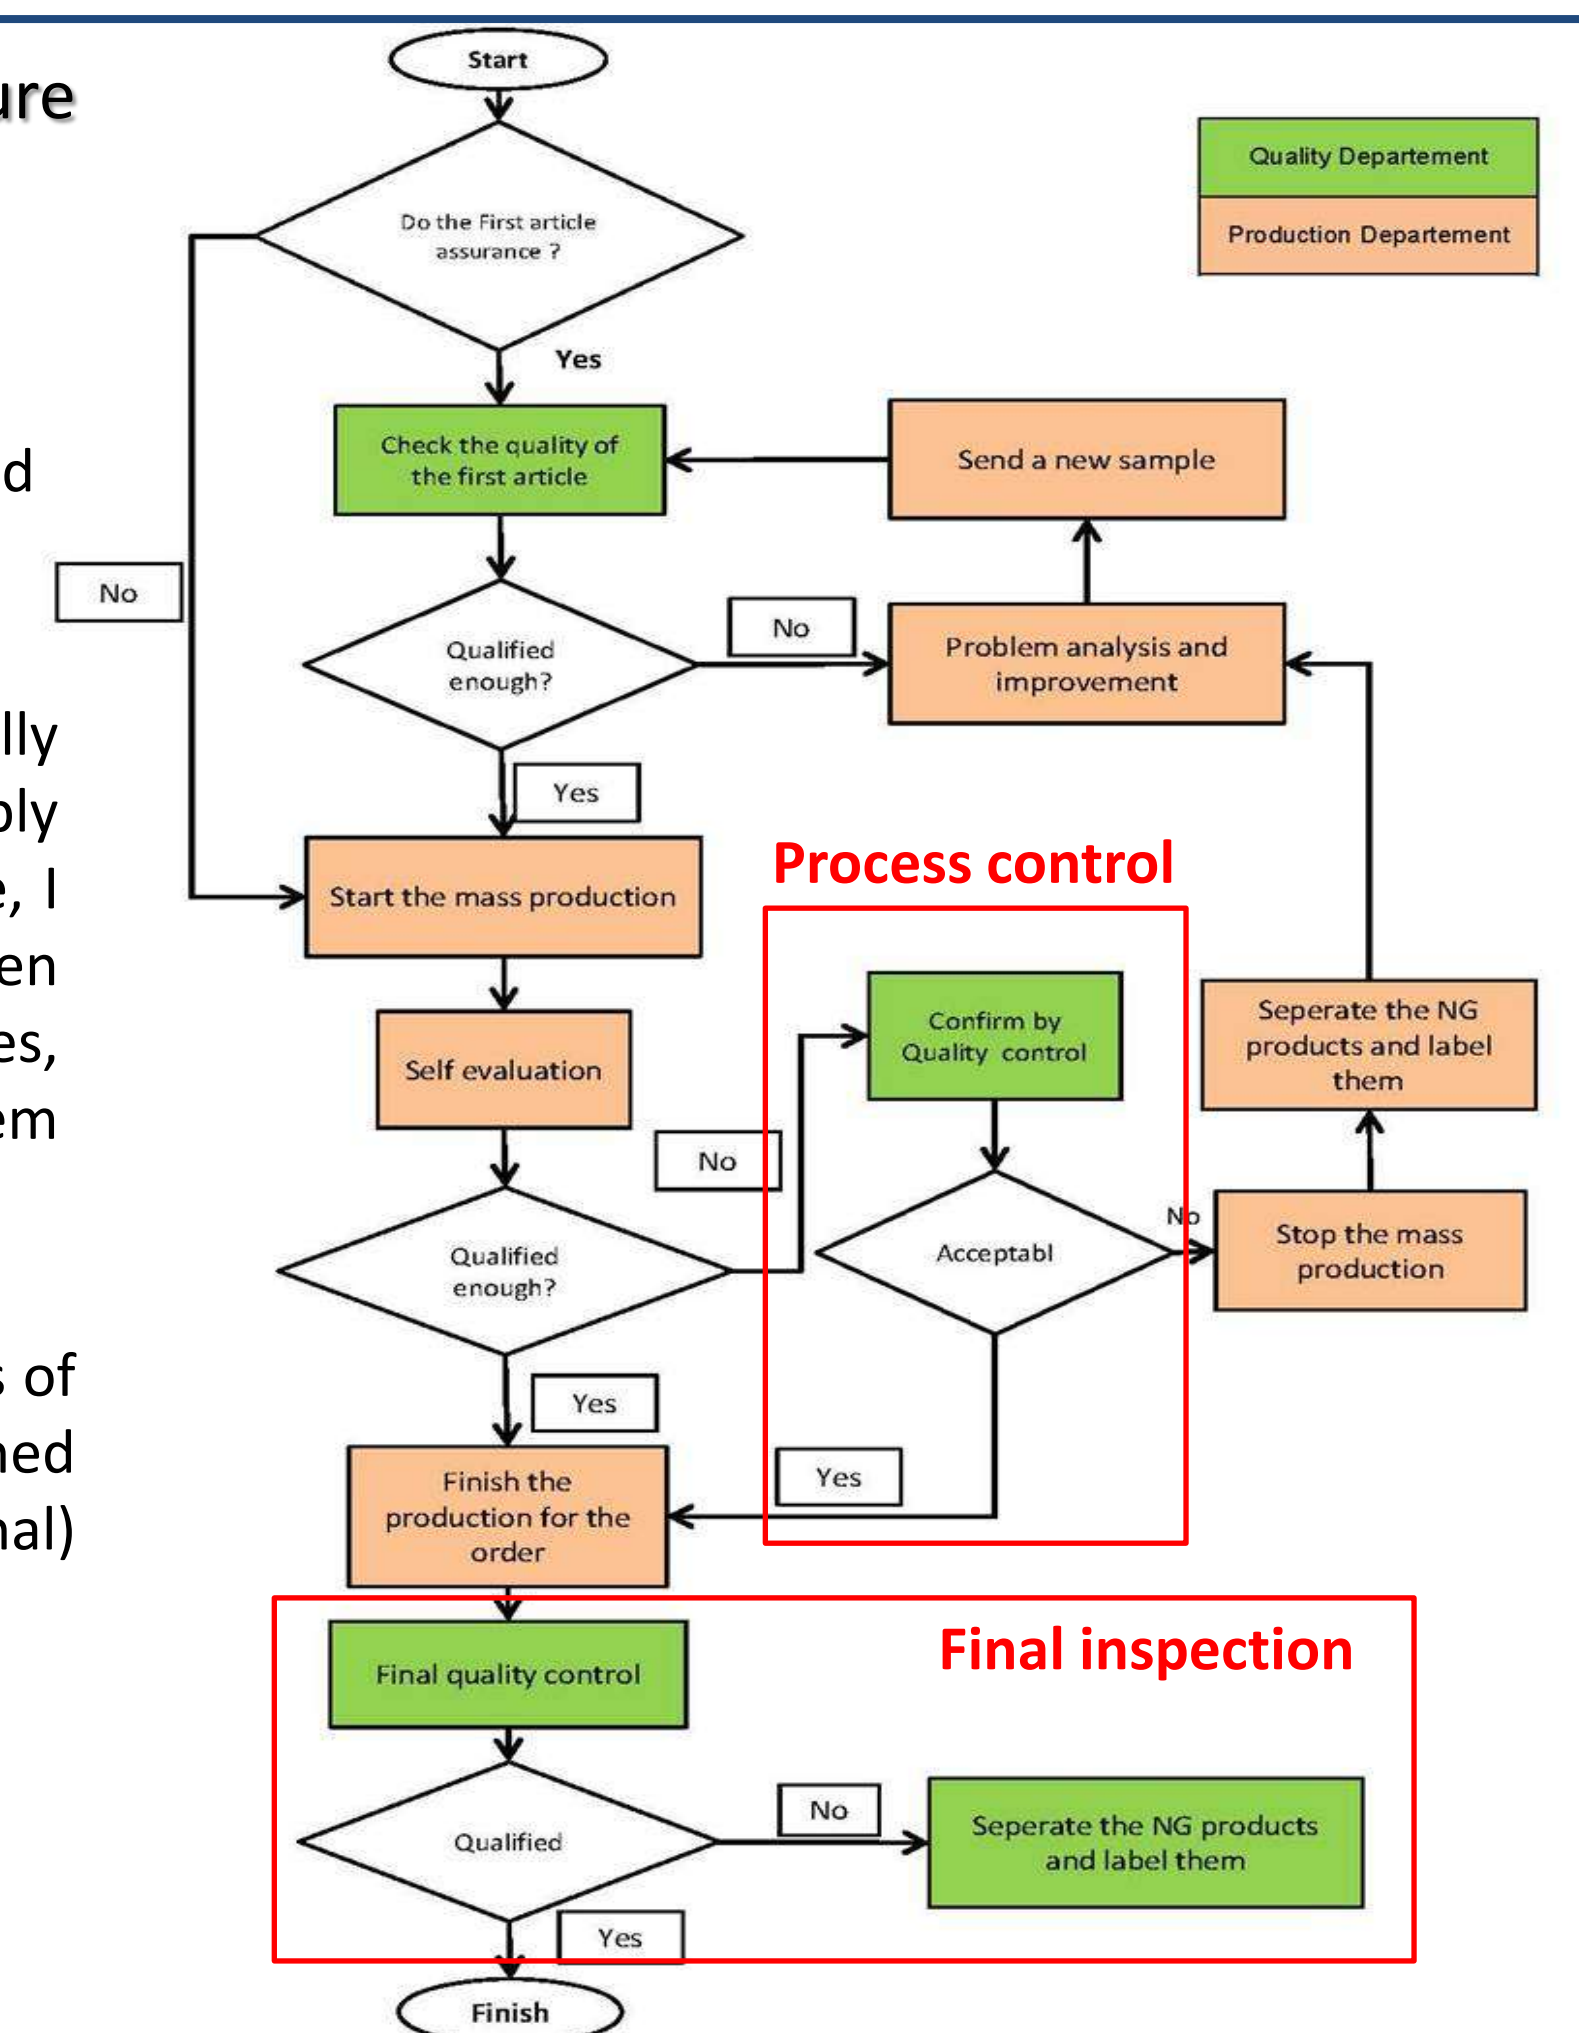 ure
d
lly
ply
e, I
en
es,
em
s of
ned
nal)
Start
Quality Departement
Production Departement
Do the First article
assurance ?
Yes
Check the quality of
the first article
Send a new sample
No
Qualified
enough?
No
Problem analysis and
improvement
Yes
Process control
Start the mass production
Confirm by
Quality control
Seperate the NG
products and label
them
Self evaluation
No
Qualified
enough?
Acceptabl
No
Stop the mass
production
Yes
Yes
Finish the
production for the
order
Final inspection
Final quality control
Qualified
No
Seperate the NG products
and label them
Yes
Finish